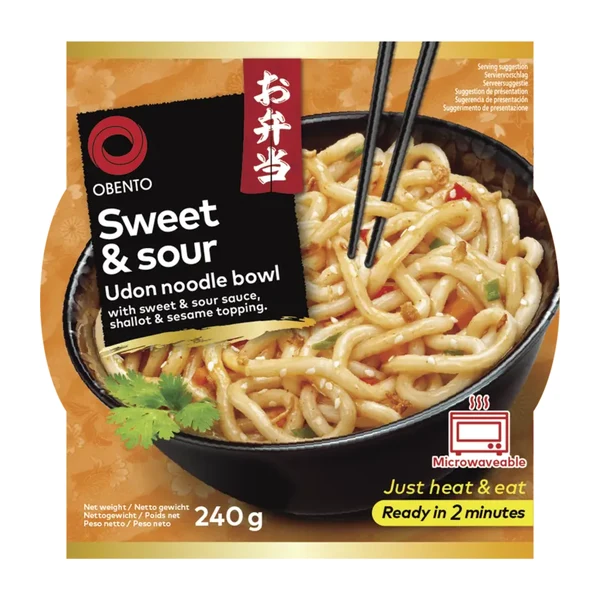 Serving suggestion
Serviervorschlag
Serveersuggestie
Suggestion de présentation
Sugerencia de presentación
Suggerimento de presentazione
お弁当
OBENTO
Sweet
& sour
Udon noodle bowl
with sweet & sour sauce,
shallot & sesame topping.
Microwaveable
Just heat & eat
Ready in 2 minutes
Net weight / Netto gewicht
Nettogewicht / Poids net
Peso netto / Peso neto
240 g